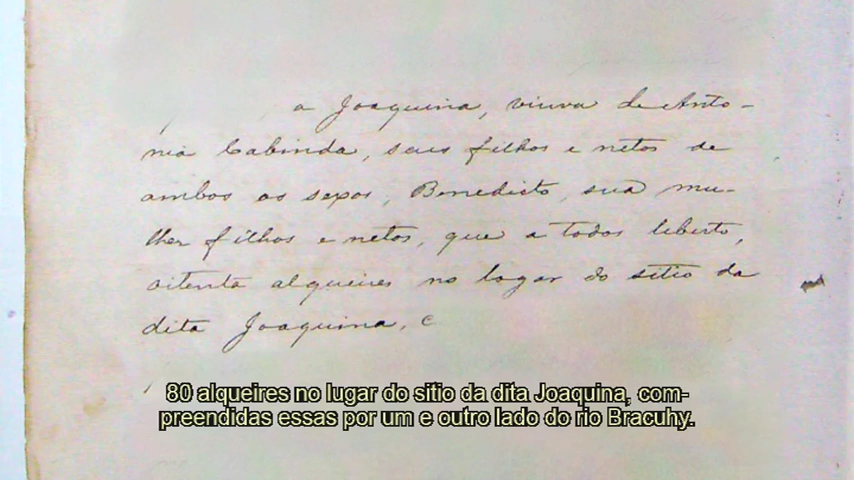 a Joaquina, viuva de Anto-
nio Cabinda, seus filhos e netos de
ambos os sexos, Benedicto, sua mu-
lher filhos e netos, que a todos liberto,
oitenta alqueires no logar do sitio da
dita Joaquina, e
80 alqueires no lugar do sitio da dita Joaquina, com-
preendidas essas por um e outro lado do rio Bracuhy.